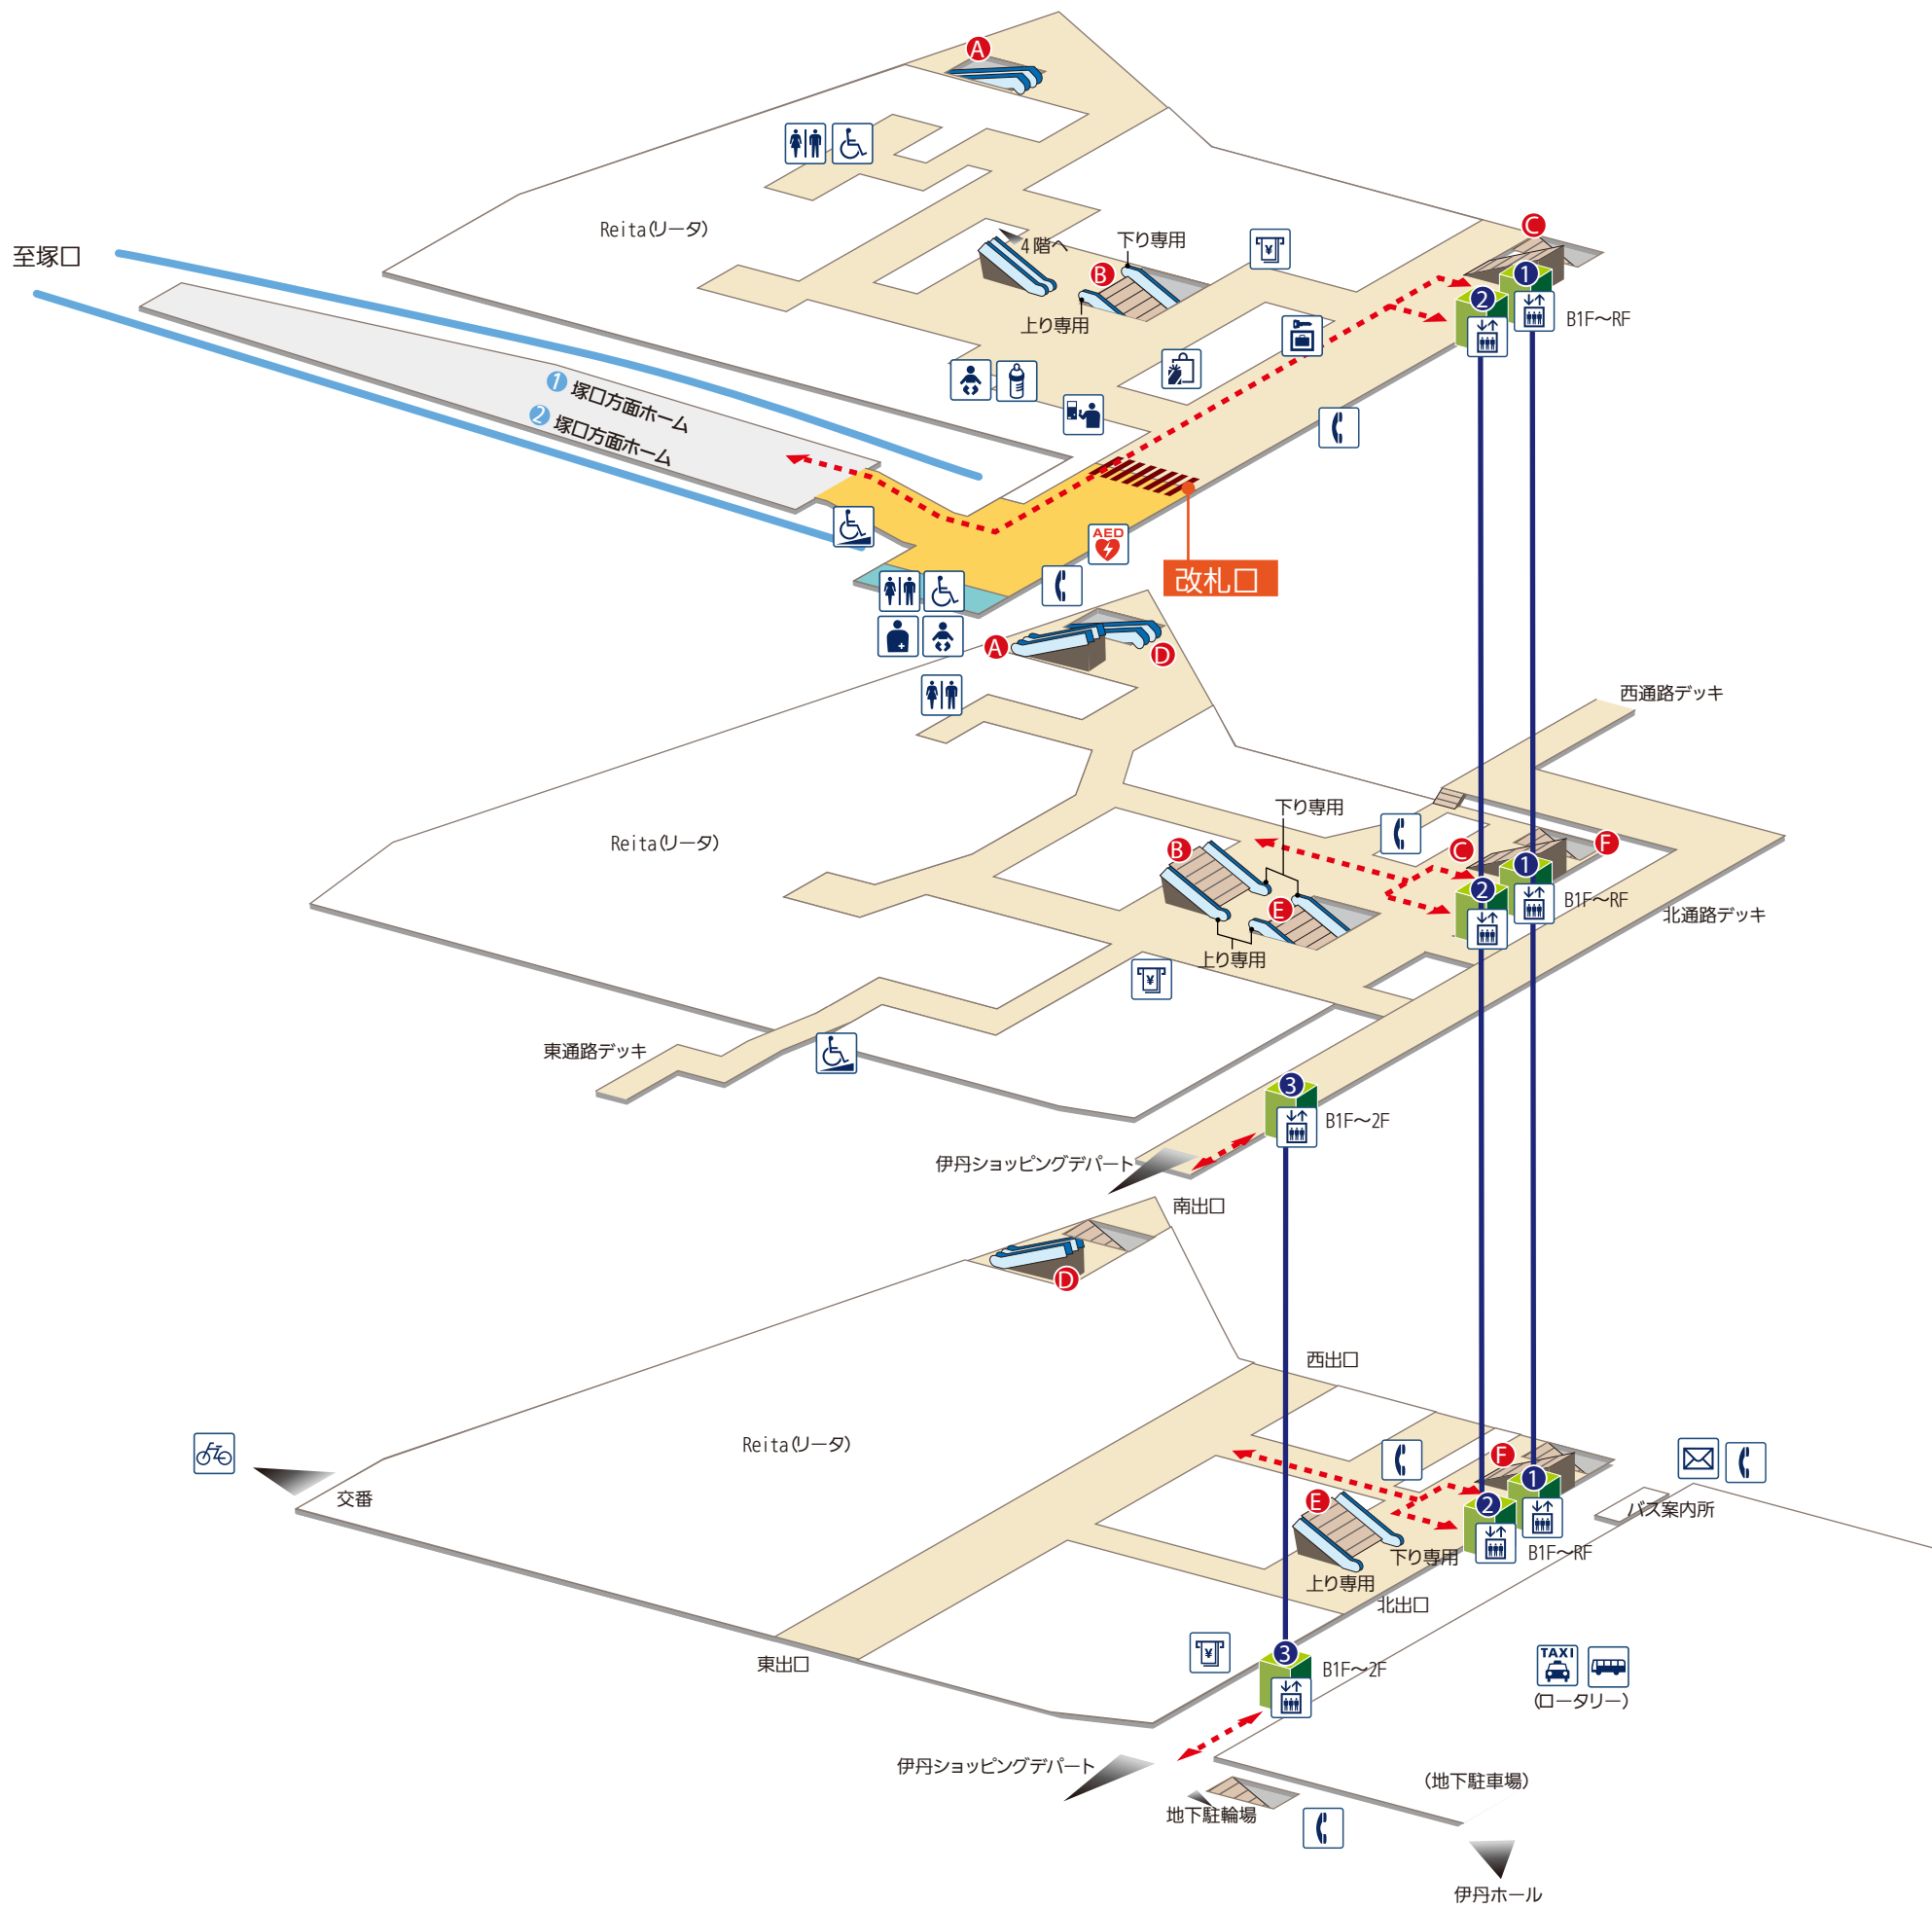 A
Reita(リータ)
至塚口
4階へ
下り専用
B
上り専用
¥
C
1
2
B1F～RF
1 塚口方面ホーム
2 塚口方面ホーム
AED
改札口
A
D
西通路デッキ
Reita(リータ)
下り専用
B
C
F
1
2
B1F～RF
E
北通路デッキ
上り専用
¥
東通路デッキ
3
B1F～2F
伊丹ショッピングデパート
南出口
D
西出口
Reita(リータ)
交番
F
1
2
B1F～RF
E
下り専用
上り専用
バス案内所
北出口
東出口
¥
3
B1F～2F
TAXI
(ロータリー)
伊丹ショッピングデパート
(地下駐車場)
地下駐輪場
伊丹ホール